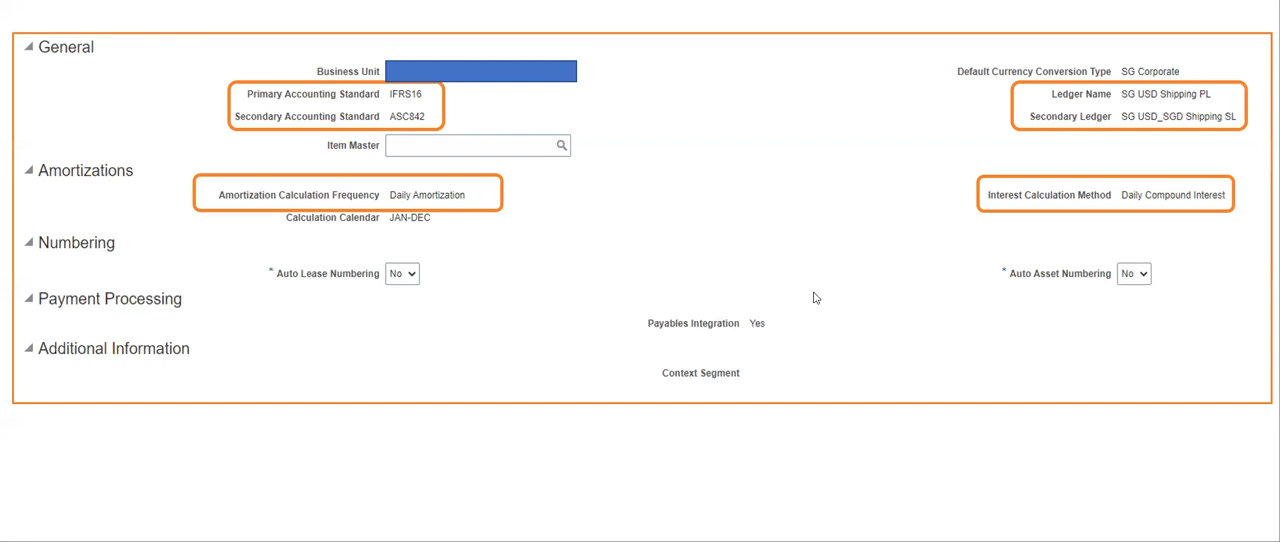 General
Business Unit
Default Currency Conversion Type SG Corporate
Primary Accounting Standard IFRS16
Ledger Name SG USD Shipping PL
Secondary Accounting Standard ASC842
Secondary Ledger SG USD_SGD Shipping SL
Item Master
Amortizations
Amortization Calculation Frequency Daily Amortization
Interest Calculation Method Daily Compound Interest
Calculation Calendar JAN-DEC
Numbering
* Auto Lease Numbering No
* Auto Asset Numbering No
Payment Processing
Payables Integration Yes
Additional Information
Context Segment